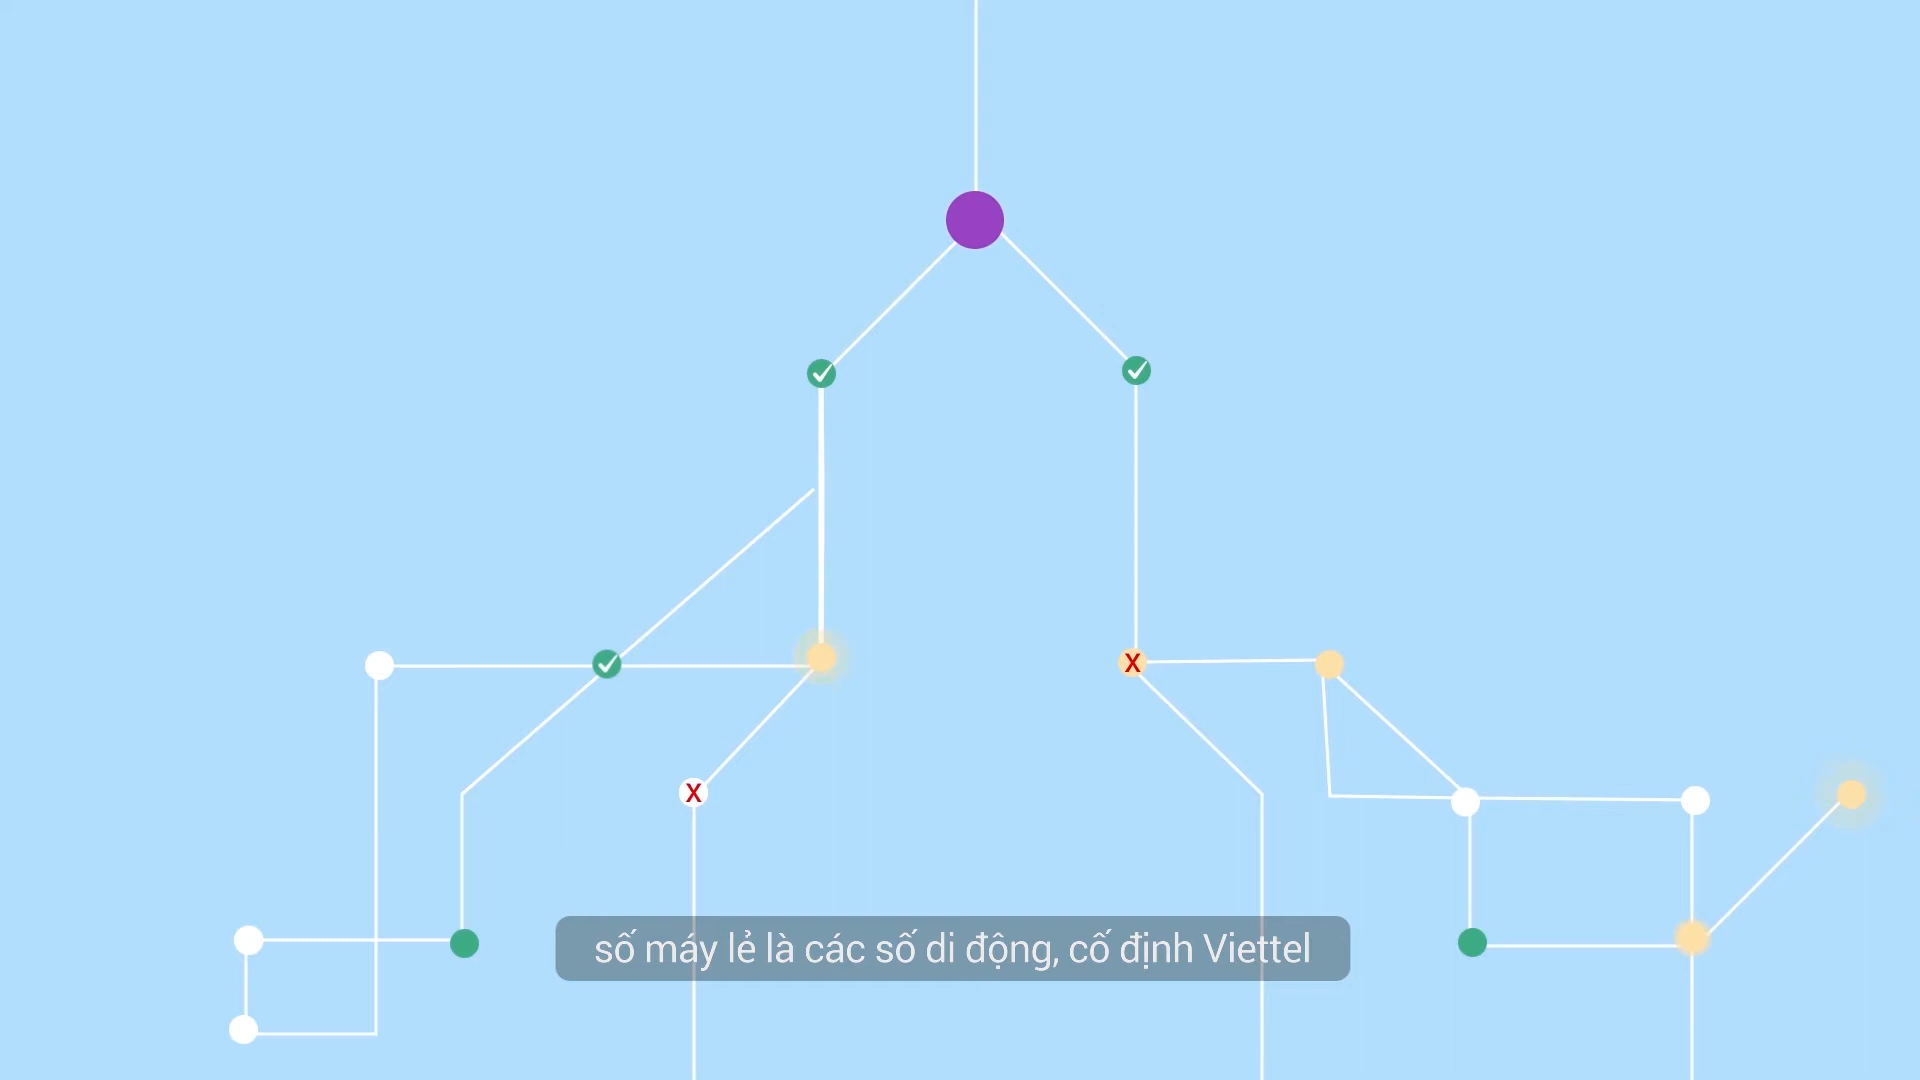 X
X
số máy lẻ là các số di động, cố định Viettel